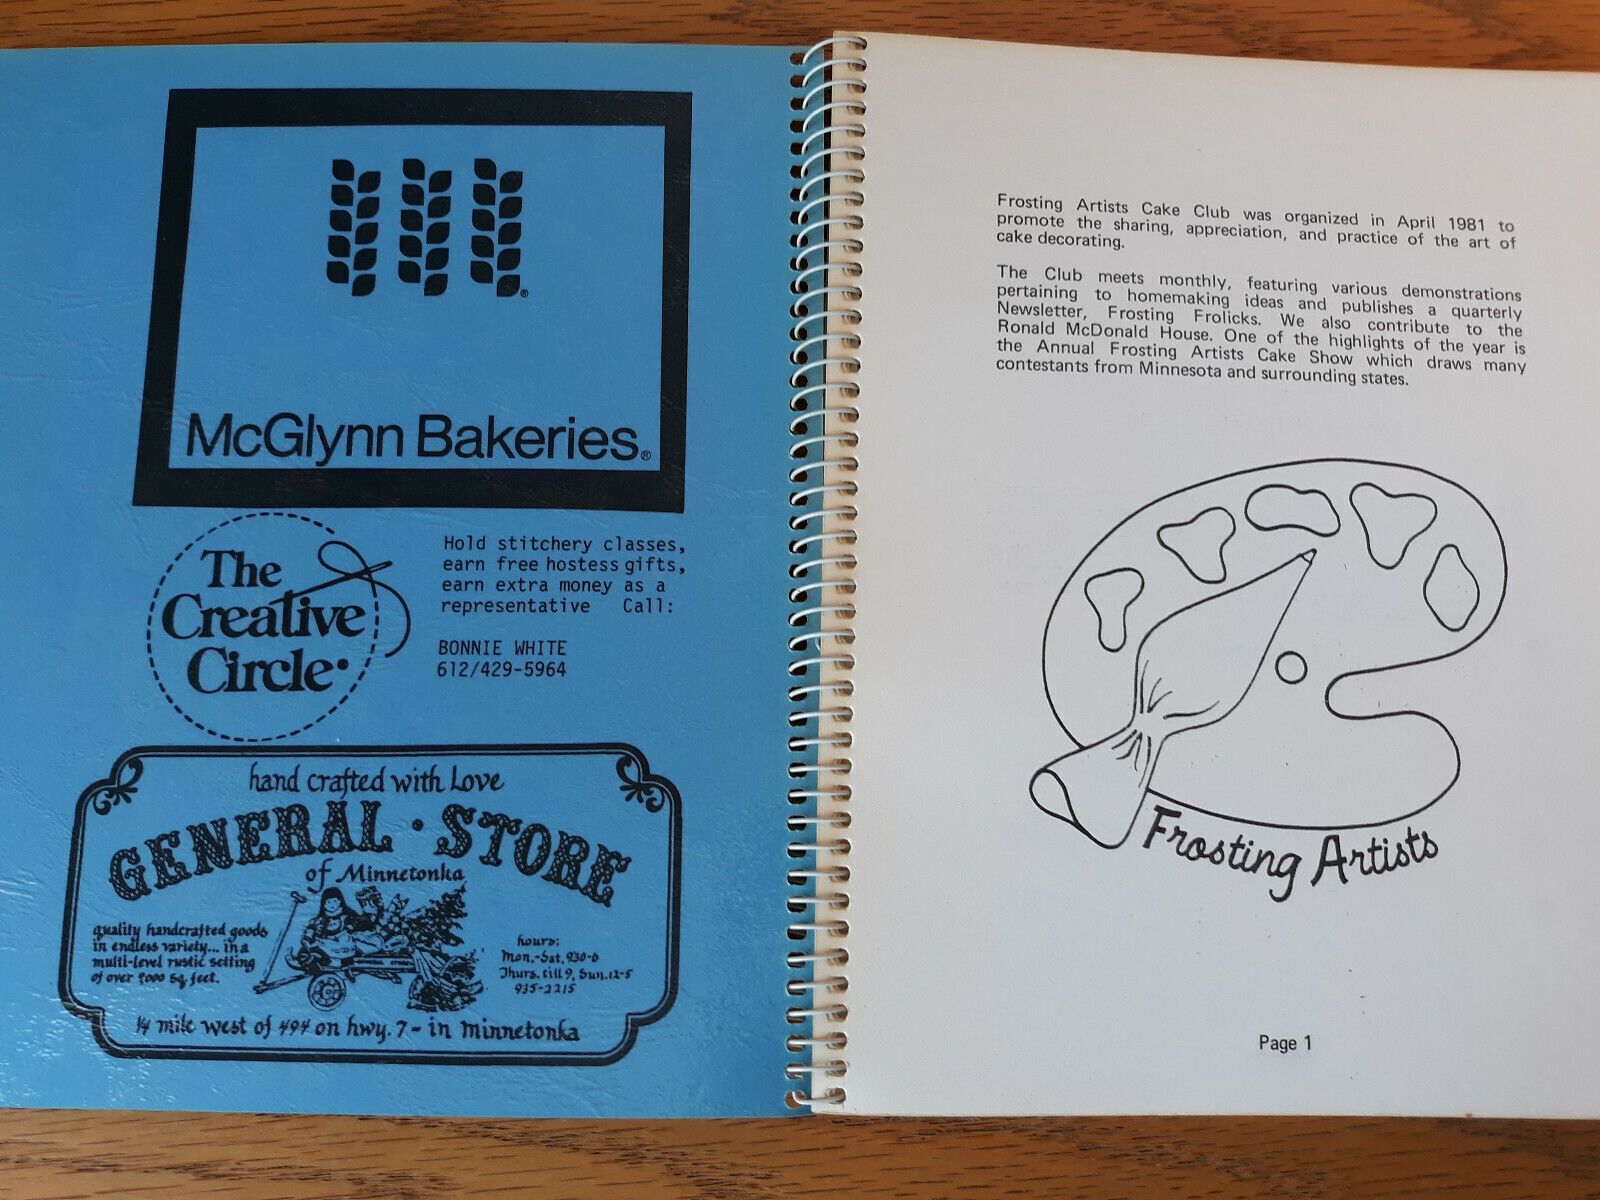 McGlynn Bakeries®
The
Creative
Circle.
Hold stitchery classes,
earn free hostess gifts,
earn extra money as a
representative Call:
BONNIE WHITE
612/429-5964
hand crafted with Love
GENERAL · STORE
of Minnetonka
quality handcrafted goods
in endless variety... in a
multi-level rustic setting
of over 9000 sq. feet.
hours:
Mon.-Sat. 930-6
Thurs. till 9, Sun. 12-5
935-2215
¼ mile west of 494 on hwy. 7 - in Minnetonka
Frosting Artists Cake Club was organized in April 1981 to
promote the sharing, appreciation, and practice of the art of
cake decorating.
The Club meets monthly, featuring various demonstrations
pertaining to homemaking ideas and publishes a quarterly
Newsletter, Frosting Frolicks. We also contribute to the
Ronald McDonald House. One of the highlights of the year is
the Annual Frosting Artists Cake Show which draws many
contestants from Minnesota and surrounding states.
Frosting Artists
Page 1